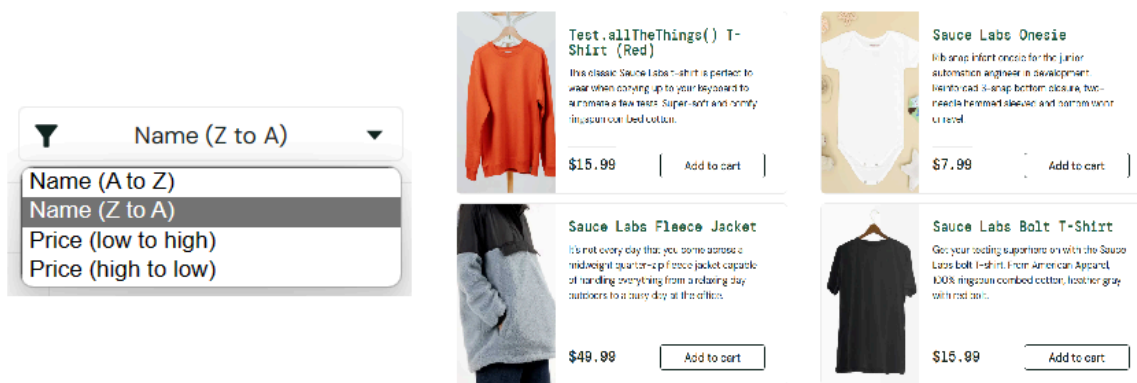 Name (Z to A)
Name (A to Z)
Name (Z to A)
Price (low to high)
Price (high to low)
Test.allTheThings() T-
Shirt (Red)
This classic Sauce Labs t-shirt is perfect to
wear when cozying up to your keyboard to
automate a few tests. Super-soft and comfy
ringspun combed cotton.
$15.99
Add to cart
Sauce Labs Onesie
Rib snap infant onesie for the junior
automation engineer in development.
Reinforced 3-snap bottom closure, two-
needle hemmed sleeved and bottom won't
unravel.
$7.99
Add to cart
Sauce Labs Fleece Jacket
It's not every day that you come across a
midweight quarter-zip fleece jacket capable
of handling everything from a relaxing day
outdoors to a busy day at the office.
$49.99
Add to cart
Sauce Labs Bolt T-Shirt
Get your testing superhero on with the Sauce
Labs bolt T-shirt. From American Apparel,
100% ringspun combed cotton, heather gray
with red bolt.
$15.99
Add to cart